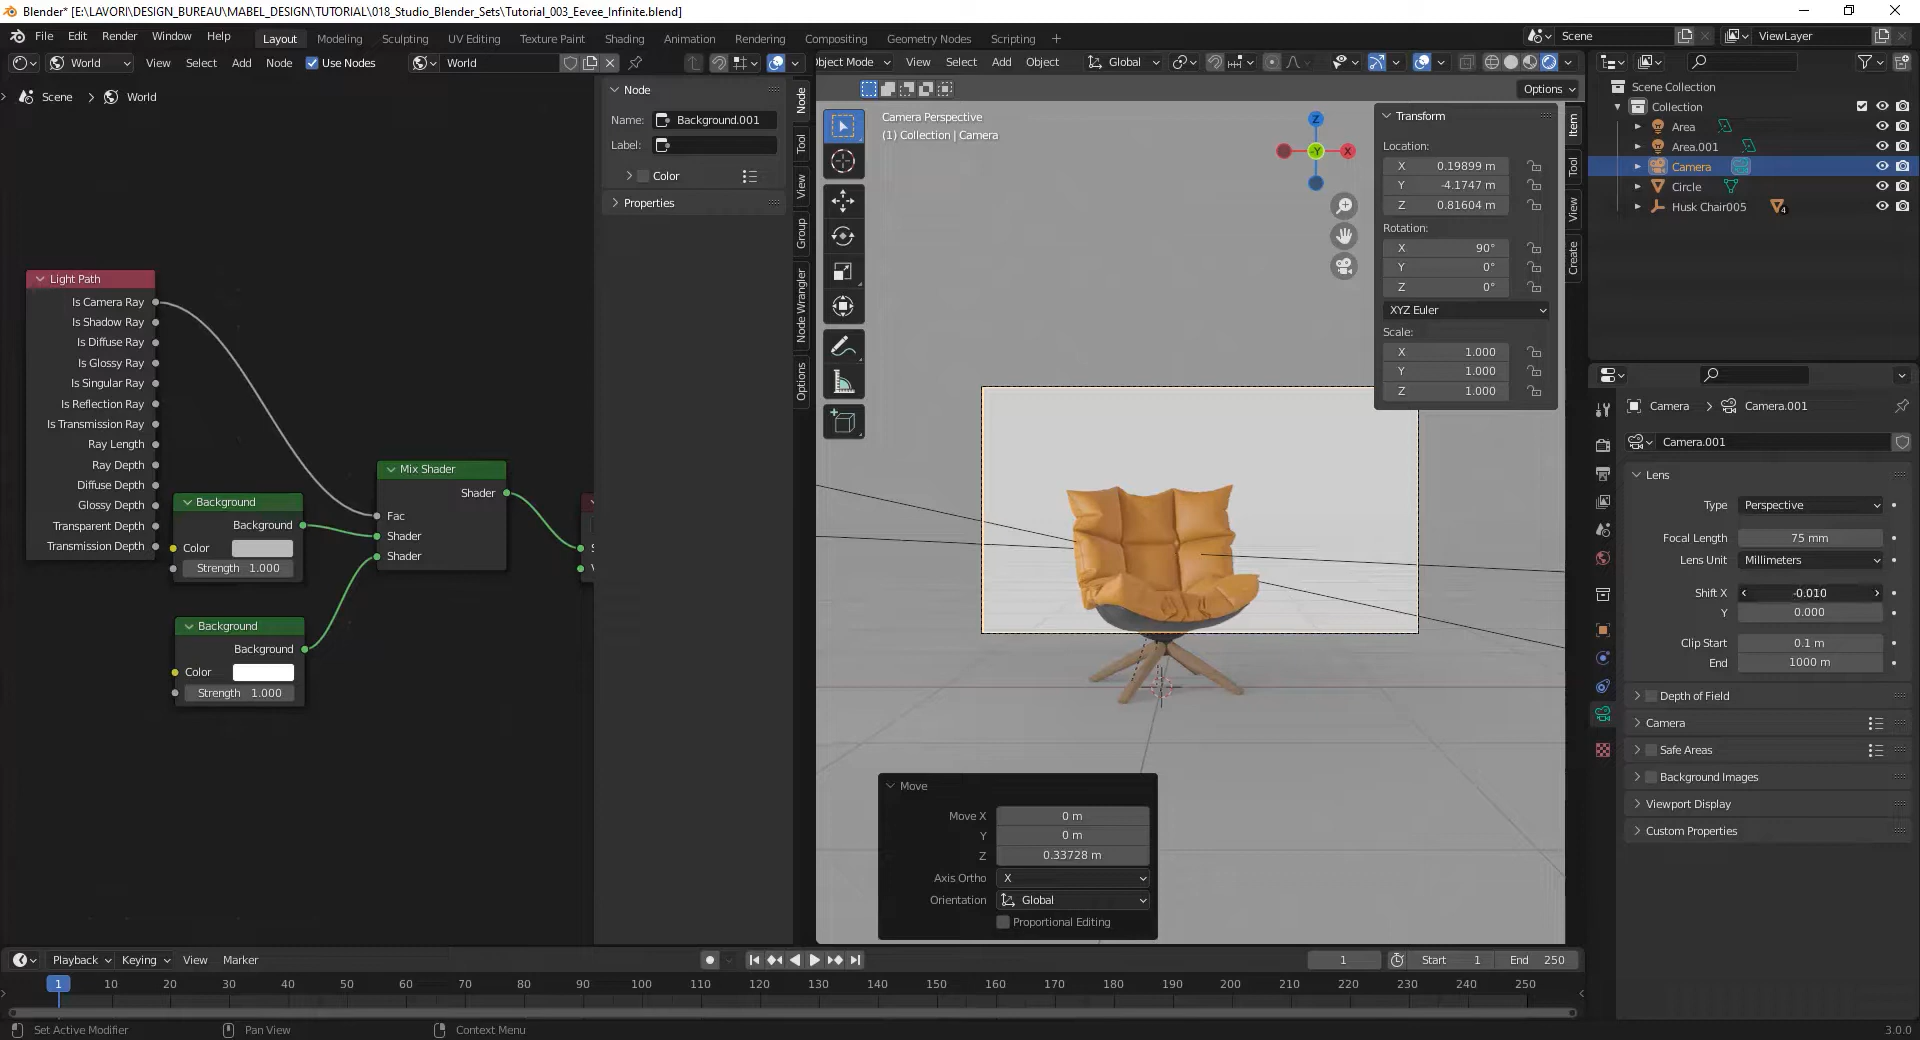 Blender* [E:\LAVORI\DESIGN_BUREAU\MABEL_DESIGN\TUTORIAL\018_Studio_Blender_Sets\Tutorial_003_Eevee_Infinite.blend]
File Edit Render Window Help Layout Modeling Sculpting UV Editing Texture Paint Shading Animation Rendering Compositing Geometry Nodes Scripting + Scene ViewLayer
World View Select Add Node Use Nodes World
bject Mode View Select Add Object Global
Options
Scene > World
Node
Name: Background.001
Label:
Color
Properties
Node
Tool
View
Group
Node Wrangler
Options
Light Path
Is Camera Ray
Is Shadow Ray
Is Diffuse Ray
Is Glossy Ray
Is Singular Ray
Is Reflection Ray
Is Transmission Ray
Ray Length
Ray Depth
Diffuse Depth
Glossy Depth
Transparent Depth
Transmission Depth
Background
Background
Color
Strength 1.000
Background
Background
Color
Strength 1.000
Mix Shader
Shader
Fac
Shader
Shader
Camera Perspective
(1) Collection | Camera
Z
-Y
X
Transform
Location:
X 0.19899 m
Y -4.1747 m
Z 0.81604 m
Rotation:
X 90°
Y 0°
Z 0°
XYZ Euler
Scale:
X 1.000
Y 1.000
Z 1.000
Item
Tool
View
Create
Move
Move X 0 m
Y 0 m
Z 0.33728 m
Axis Ortho X
Orientation Global
Proportional Editing
Scene Collection
Collection
Area
Area.001
Camera
Circle
Husk Chair005 4
Camera > Camera.001
Camera.001
Lens
Type Perspective
Focal Length 75 mm
Lens Unit Millimeters
Shift X -0.010
Y 0.000
Clip Start 0.1 m
End 1000 m
Depth of Field
Camera
Safe Areas
Background Images
Viewport Display
Custom Properties
Playback Keying View Marker 1 Start 1 End 250
1 10 20 30 40 50 60 70 80 90 100 110 120 130 140 150 160 170 180 190 200 210 220 230 240 250
Set Active Modifier Pan View Context Menu 3.0.0